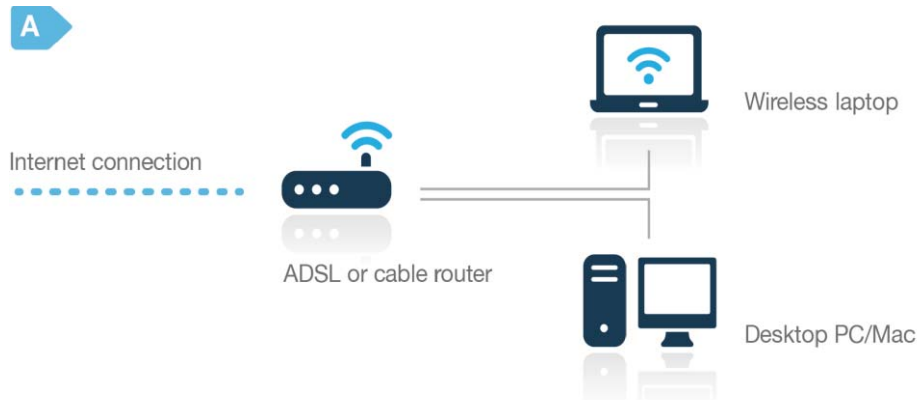 A
Wireless laptop
Internet connection
ADSL or cable router
Desktop PC/Mac